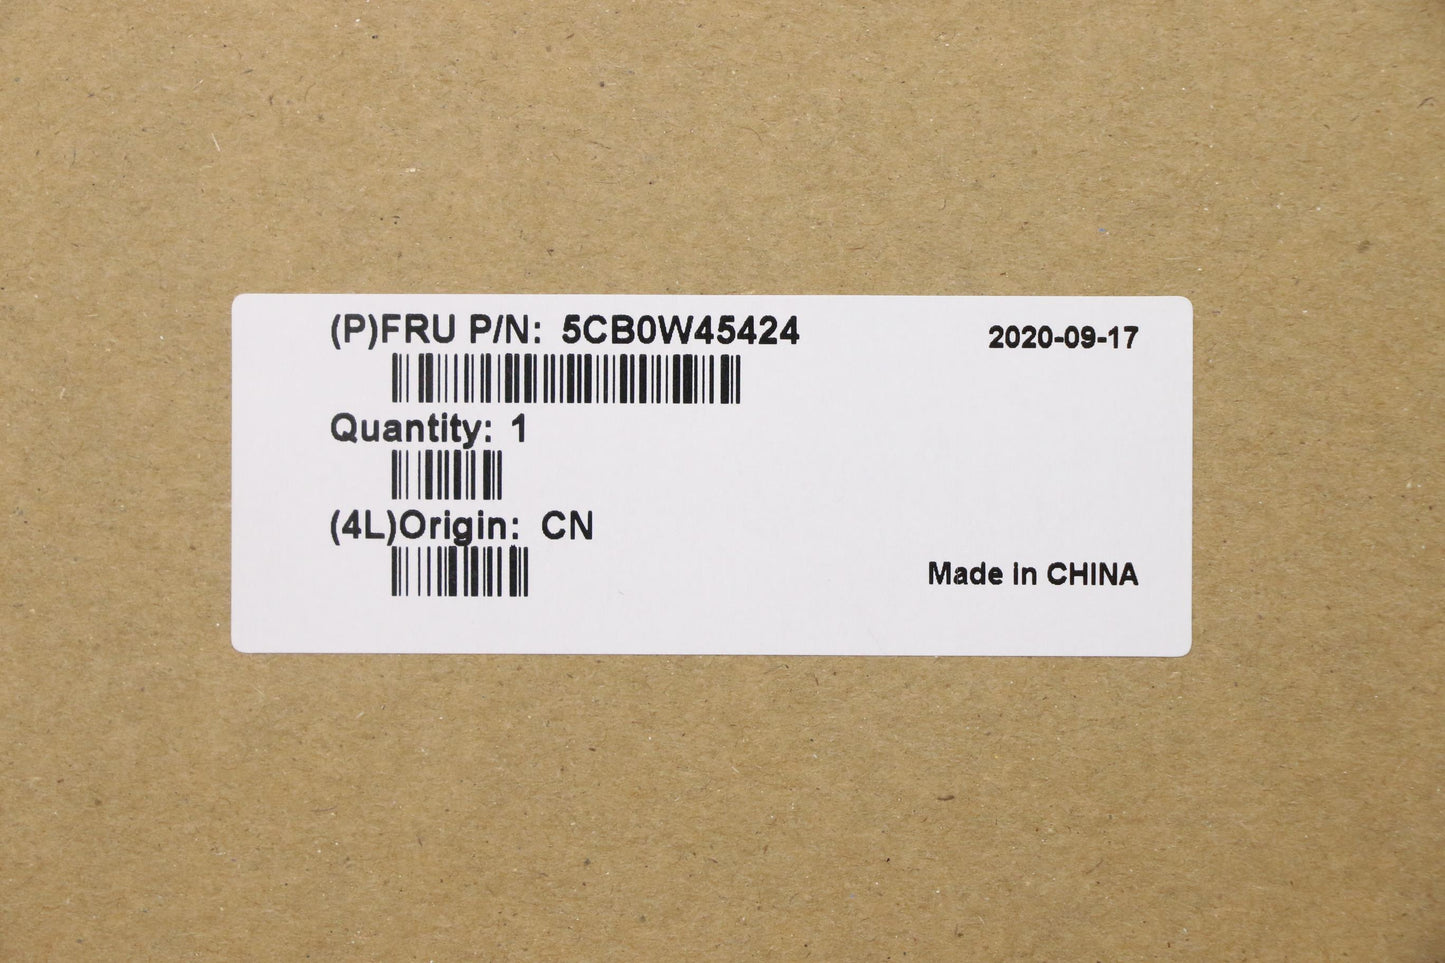 (P)FRU P/N: 5CB0W45424
2020-09-17
Quantity: 1
(4L)Origin: CN
Made in CHINA